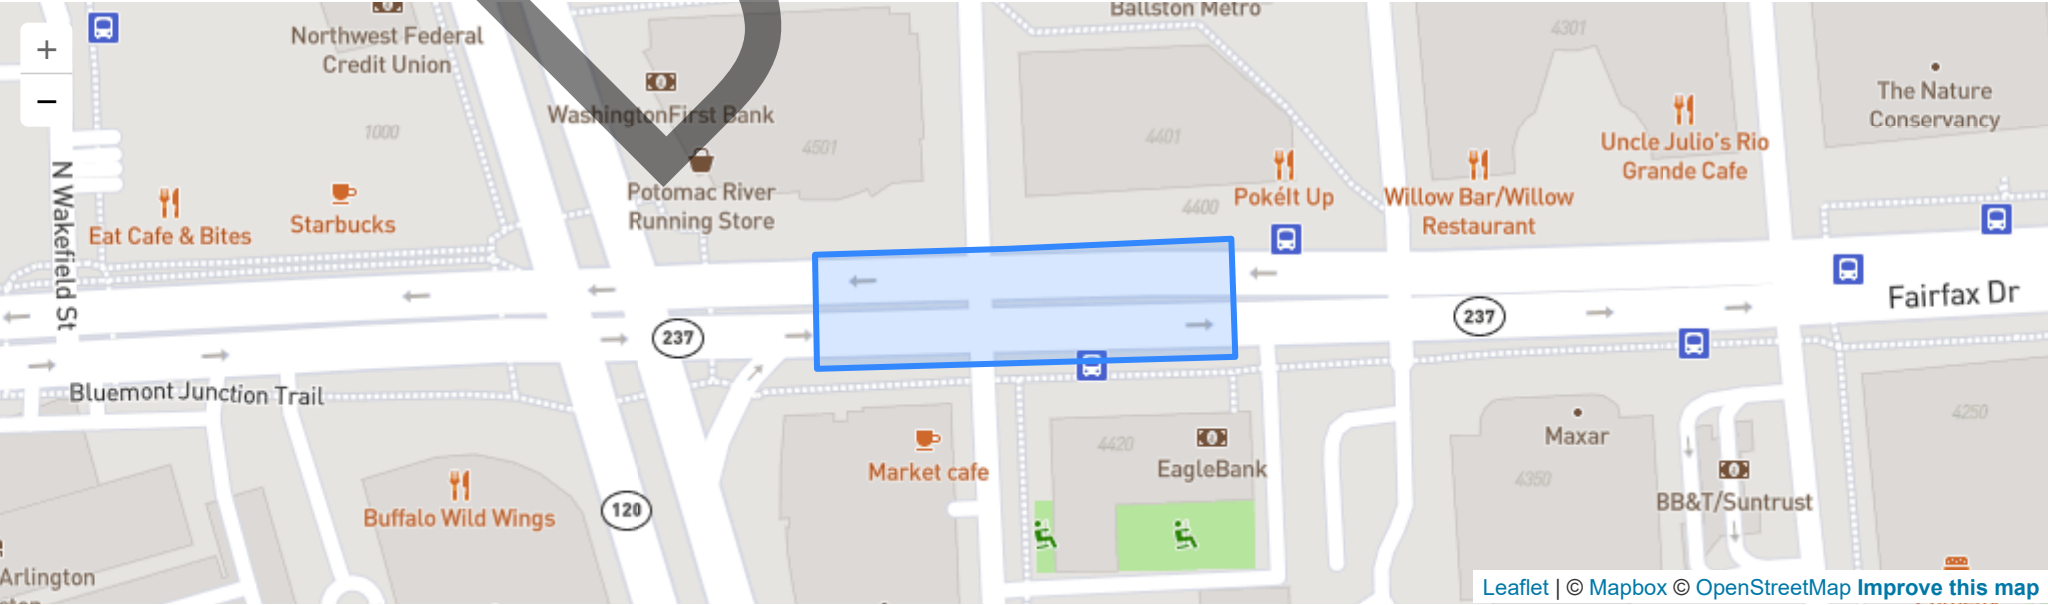 Ballston Metro
Northwest Federal
Credit Union
4301
+
−
The Nature
Conservancy
WashingtonFirst Bank
1000
4501
4401
Uncle Julio's Rio
Grande Cafe
Potomac River
Running Store
PokéIt Up
Willow Bar/Willow
Restaurant
4400
Starbucks
Eat Cafe & Bites
N Wakefield St
Fairfax Dr
237
237
Bluemont Junction Trail
4250
Maxar
4420
Market cafe
EagleBank
4350
BB&T/Suntrust
120
Buffalo Wild Wings
Arlington
Leaflet | © Mapbox © OpenStreetMap Improve this map